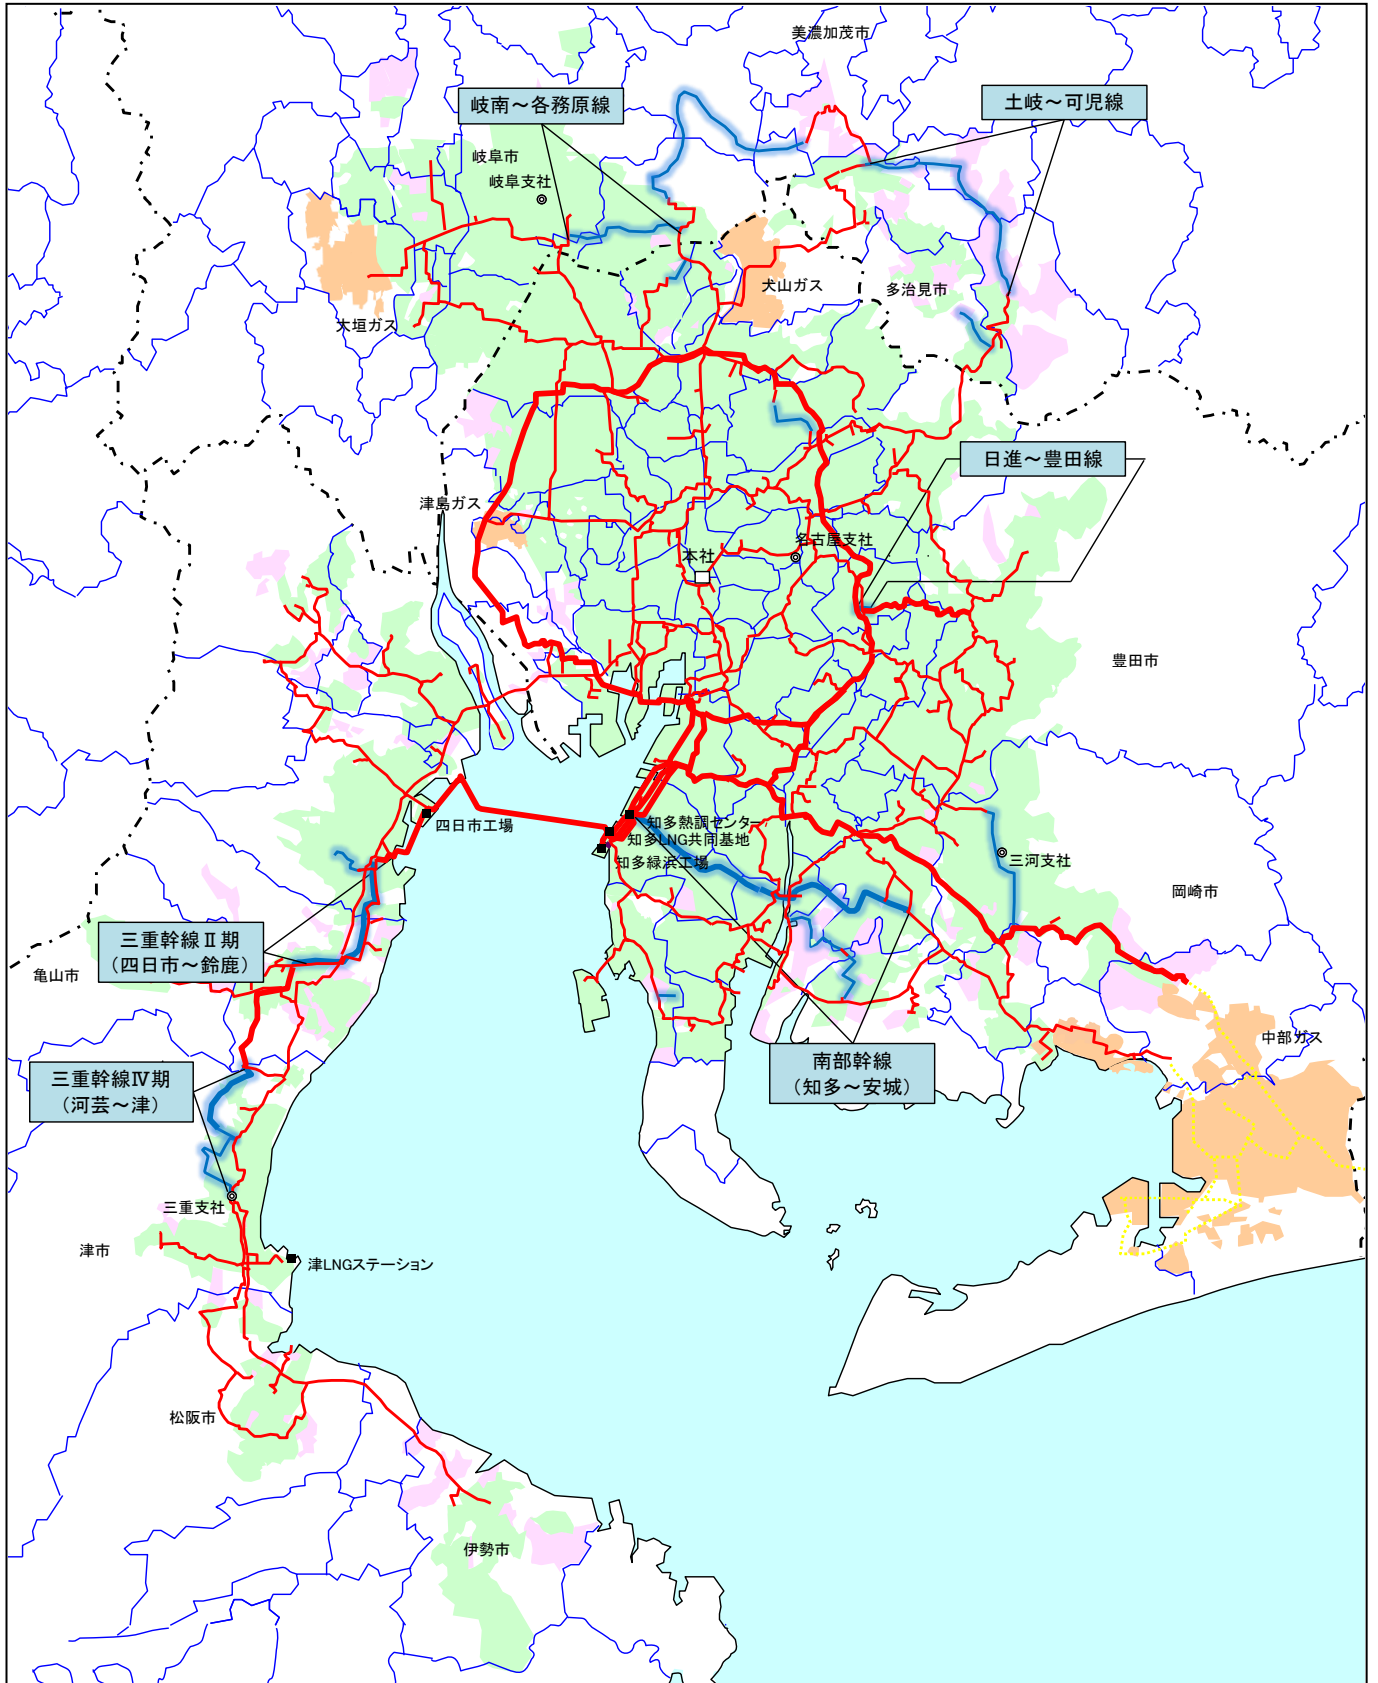 美濃加茂市
岐南～各務原線
土岐～可児線
岐阜市
岐阜支社
犬山ガス
多治見市
大垣ガス
日進～豊田線
津島ガス
名古屋支社
本社
豊田市
四日市工場
知多熱調センター
知多LNG共同基地
知多緑浜工場
三河支社
岡崎市
三重幹線Ⅱ期
（四日市～鈴鹿）
亀山市
中部ガス
南部幹線
（知多～安城）
三重幹線Ⅳ期
（河芸～津）
三重支社
津市
津LNGステーション
松阪市
伊勢市